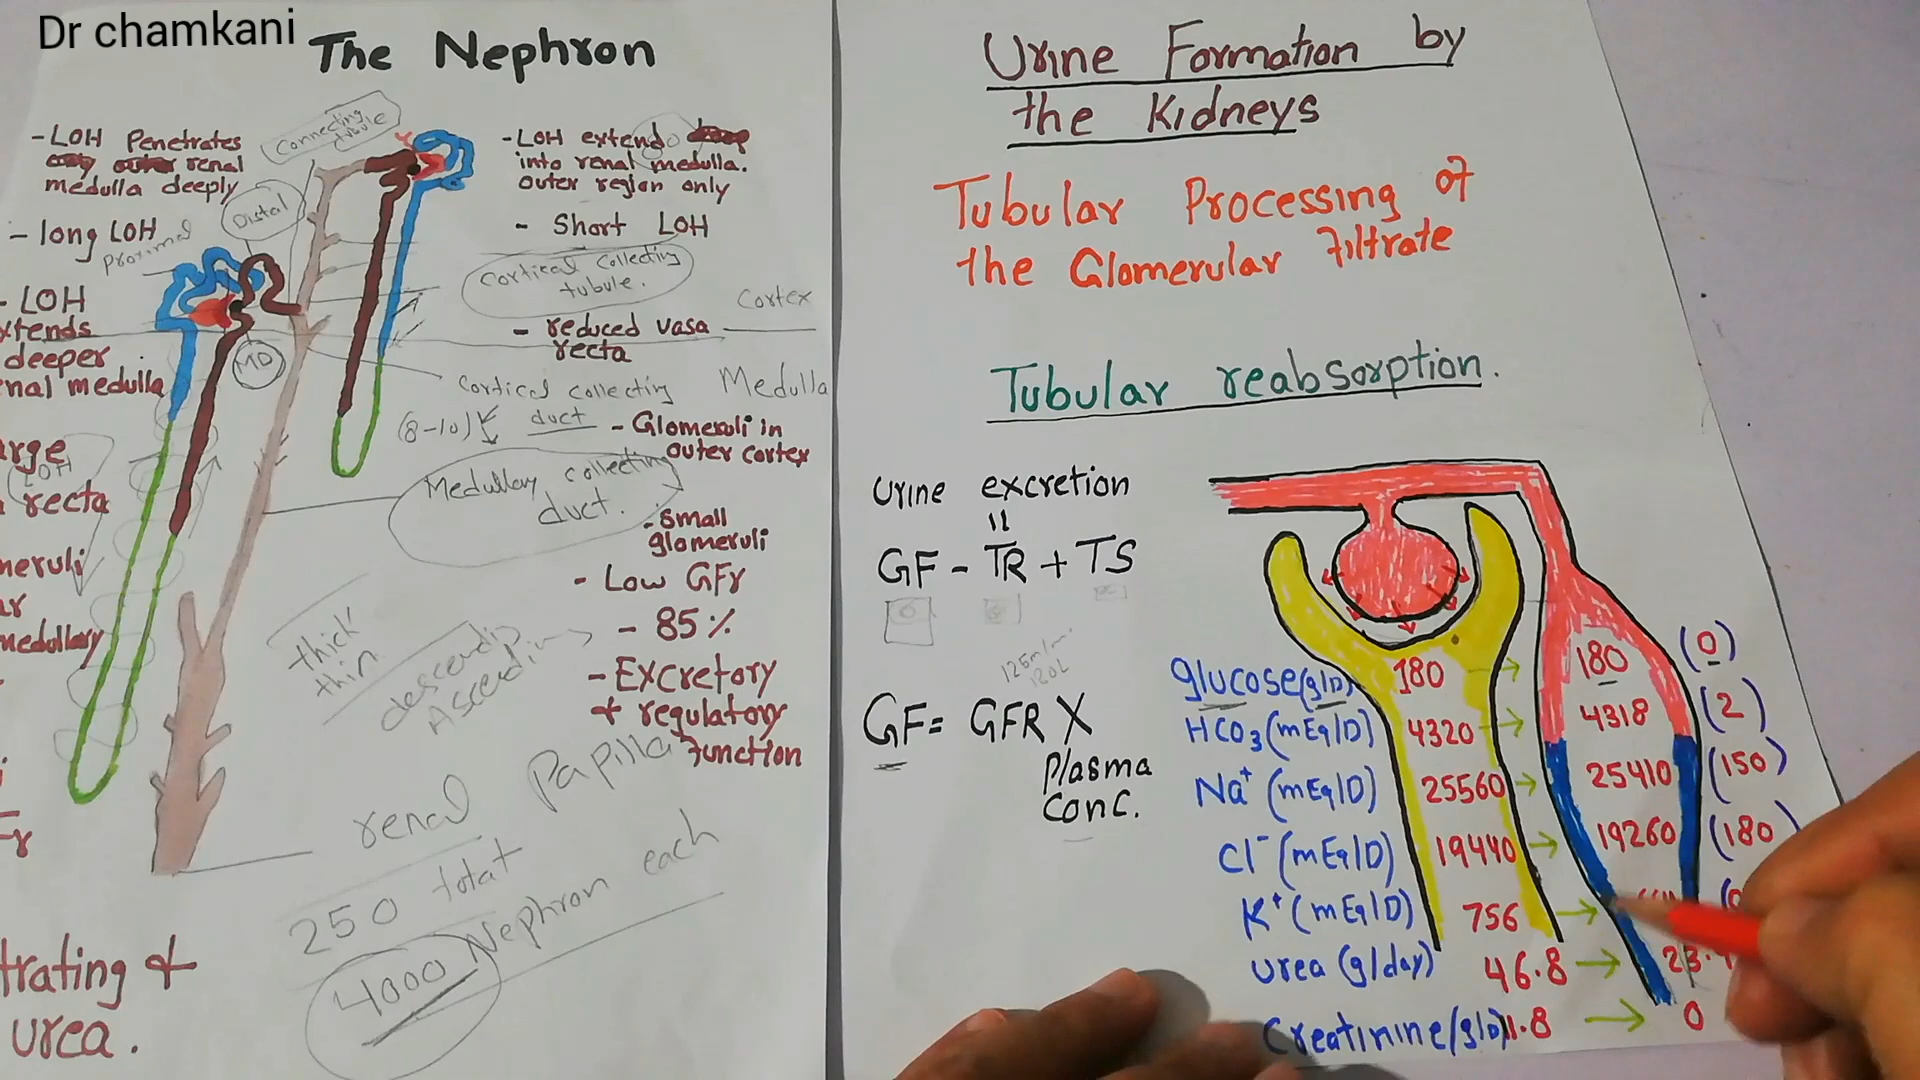 Dr chamkani
The Nephron
-LOH Penetrates
renal
medulla deeply
- long LOH
Proximal
Distal
Connecting
tubule
- LOH
deeper
medulla
LOH
recta
MD
-LOH extend
into renal medulla.
outer region only
- Short LOH
Cortical Collecting
tubule.
Cortex
- reduced vasa
recta
Cortical collecting
duct
Medulla
(8-10)
- Glomeruli in
outer cortex
Medullary collecting
duct.
- Small
glomeruli
- Low GFr
- 85%
- Excretory
+ regulatory
function
thick
thin
renal Papilla
250 total
4000 Nephron each
urea.
Urine Formation by
the Kidneys
Tubular Processing of
the Glomerular Filtrate
Tubular reabsorption.
Urine excretion
=
GF - TR + TS
GF= GFR X
Plasma
Conc.
glucose(g/D) 180 180 (0)
HCO3(mEq/D) 4320 4318 (2)
Na+ (mEq/D) 25560 25410 (150)
Cl- (mEq/D) 19440 19260 (180
K+ (mEq/D) 756
urea (g/day) 46.8
Creatinine(g/D) 1.8 0